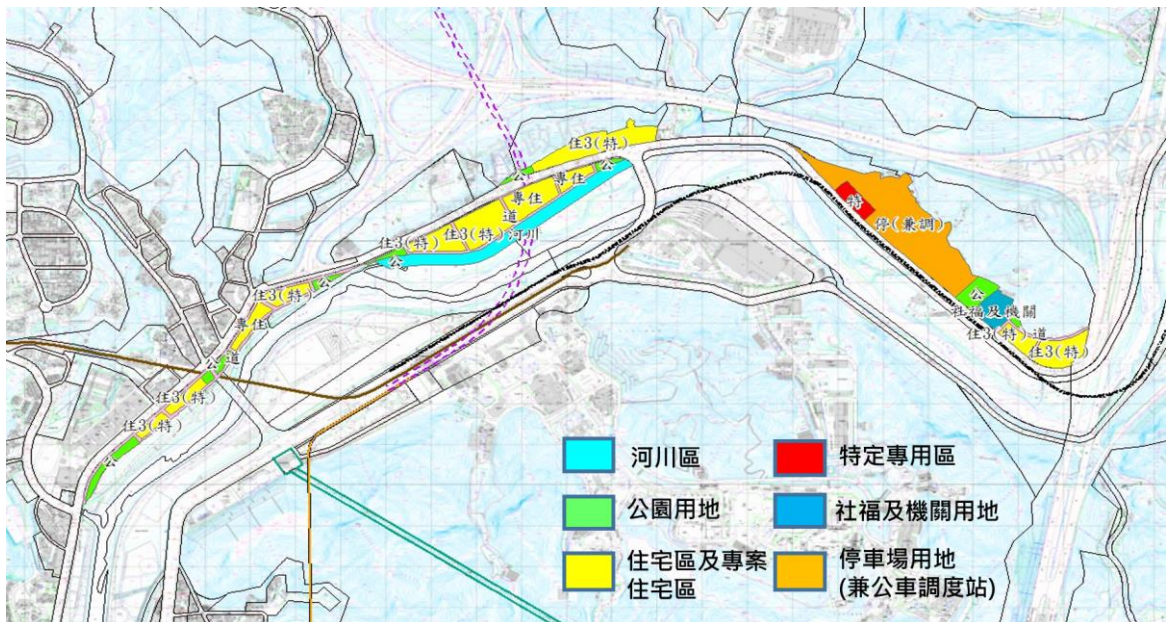 住3(特)
公
公
專住
專住
道
住3(特)
河川
住3(特)
公
公
住3(特)
專住
道
公
住3(特)
住3(特)
公
特
停(兼調)
公
社福及機關
住3(特)
道
住3(特)
河川區
特定專用區
公園用地
社福及機關用地
住宅區及專案
住宅區
停車場用地
(兼公車調度站)